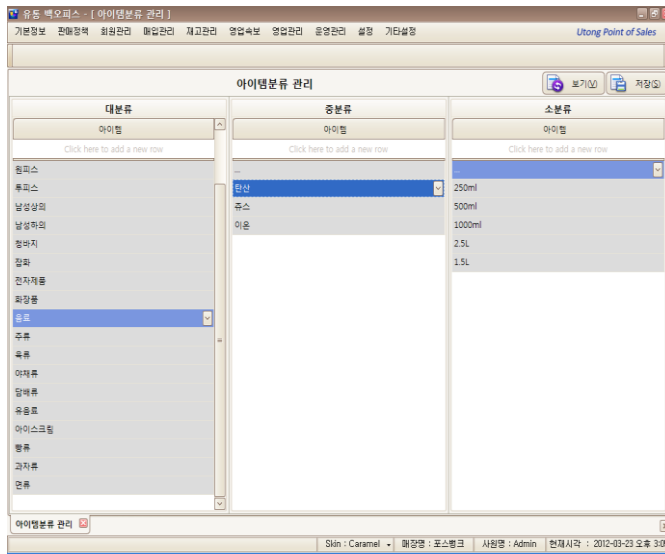 유통 백오피스 - [ 아이템분류 관리 ]
기본정보 판매정책 회원관리 매입관리 재고관리 영업속보 영업관리 운영관리 설정 기타설정 Utong Point of Sales
아이템분류 관리 보기(V) 저장(S)
대분류 중분류 소분류
아이템 아이템 아이템
Click here to add a new row Click here to add a new row Click here to add a new row
원피스 ... ...
투피스 탄산 250ml
남성상의 쥬스 500ml
남성하의 이온 1000ml
청바지 2.5L
잡화 1.5L
전자제품
화장품
음료
주류
육류
야채류
담배류
유음료
아이스크림
빵류
과자류
면류
아이템분류 관리
Skin : Caramel 매장명 : 포스뱅크 사원명 : Admin 현재시각 : 2012-03-23 오후 3:0